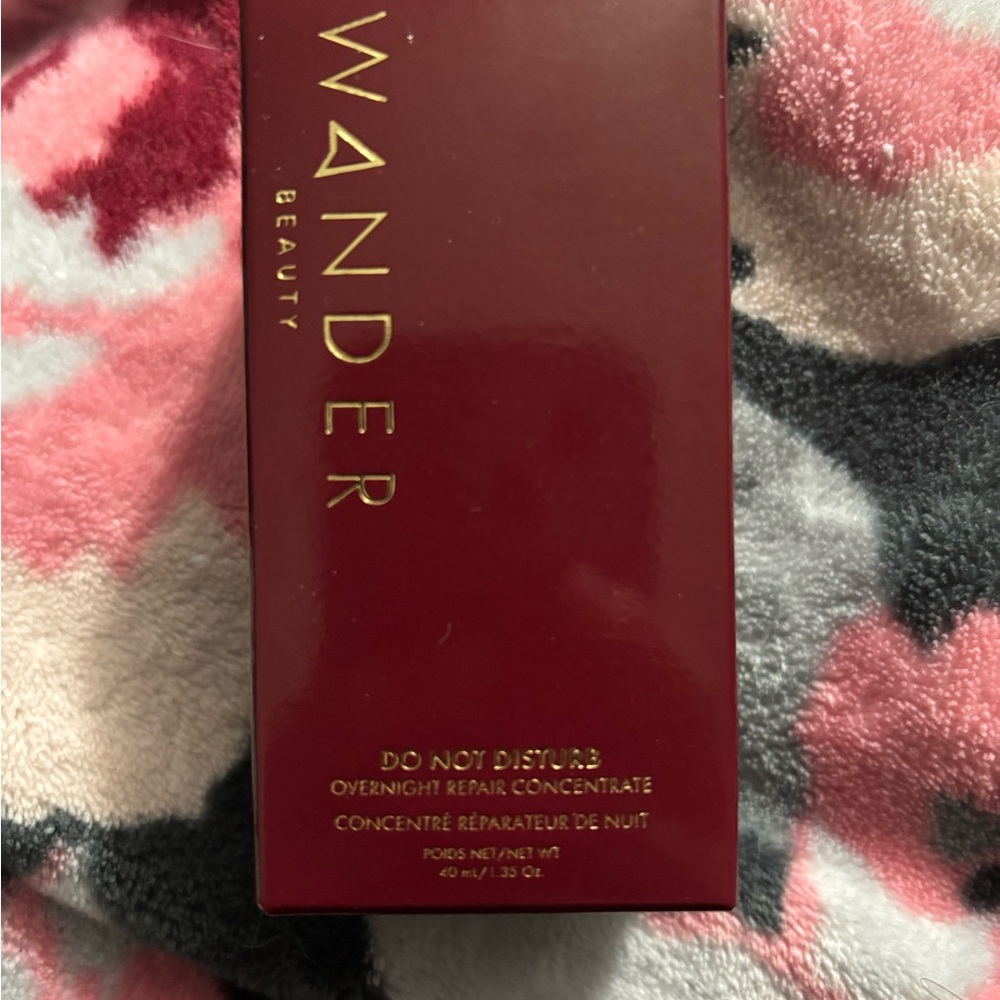 WANDER
BEAUTY
DO NOT DISTURB
OVERNIGHT REPAIR CONCENTRATE
CONCENTRÉ RÉPARATEUR DE NUIT
POIDS NET/NET WT
40 mL/1.35 Oz.